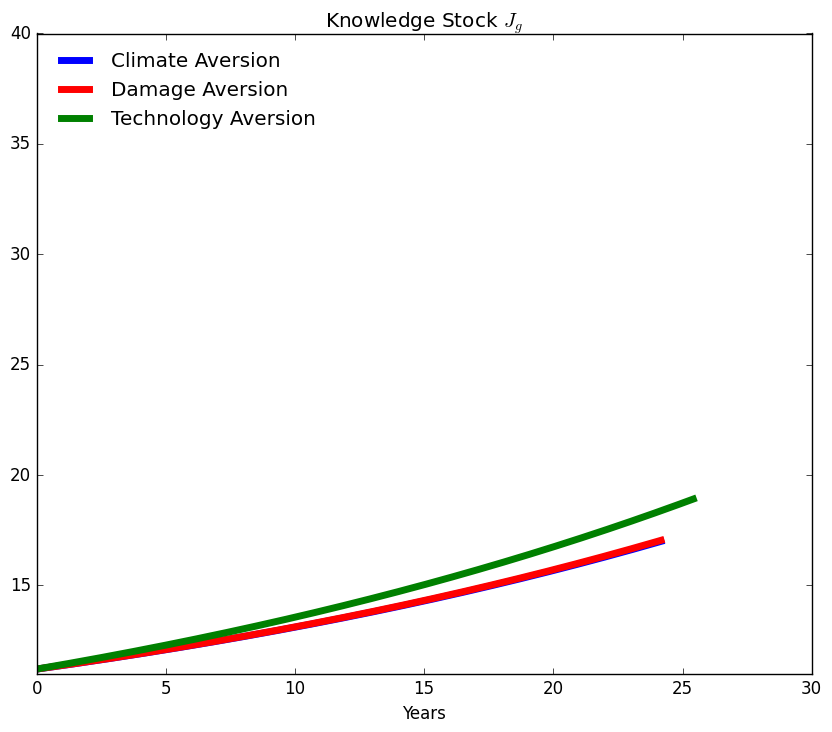 Knowledge Stock J_g
40
Climate Aversion
Damage Aversion
Technology Aversion
35
30
25
20
15
0 5 10 15 20 25 30
Years